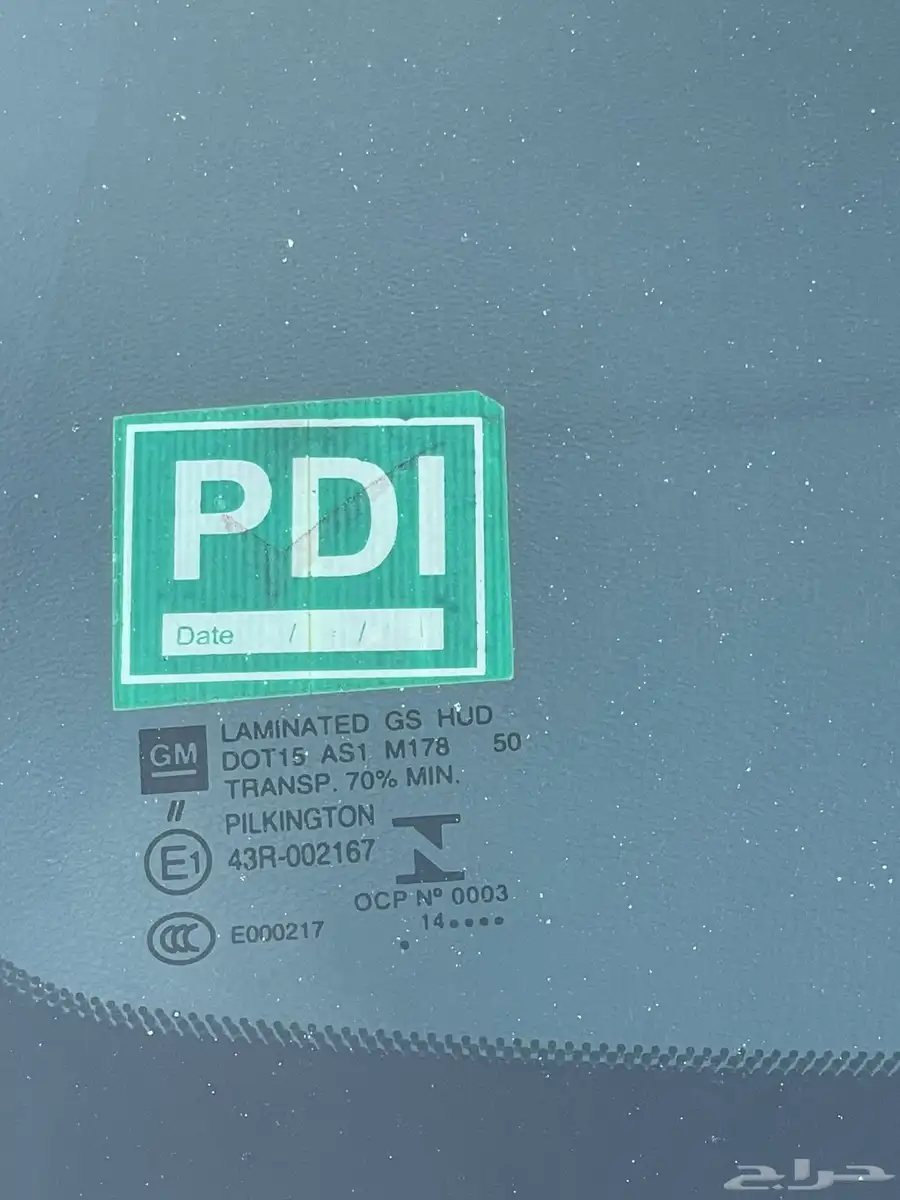 PDI
Date / /
LAMINATED GS HUD
GM
DOT15 AS1 M178 50
TRANSP. 70% MIN.
//
PILKINGTON
E1
43R-002167
OCP Nº 0003
14••••
•
CCC
E000217
حراج